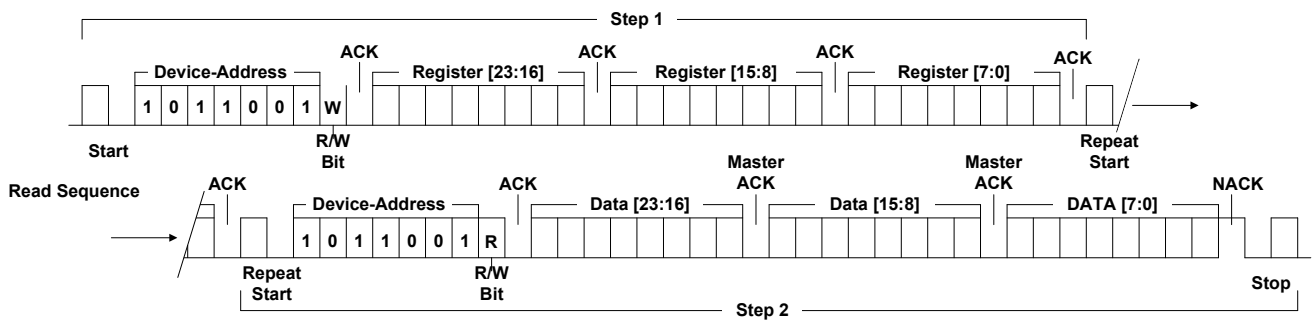 Step 1
ACK ACK ACK ACK
Device-Address Register [23:16] Register [15:8] Register [7:0]
1 0 1 1 0 0 1 W
Start R/W Bit Repeat Start
Read Sequence
ACK ACK Master ACK Master ACK NACK
Device-Address Data [23:16] Data [15:8] DATA [7:0]
1 0 1 1 0 0 1 R
Repeat Start R/W Bit Stop
Step 2